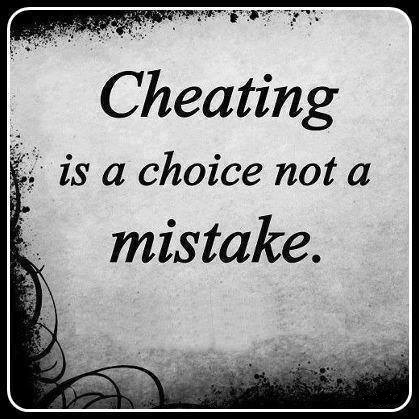 Cheating
is a choice not a
mistake.